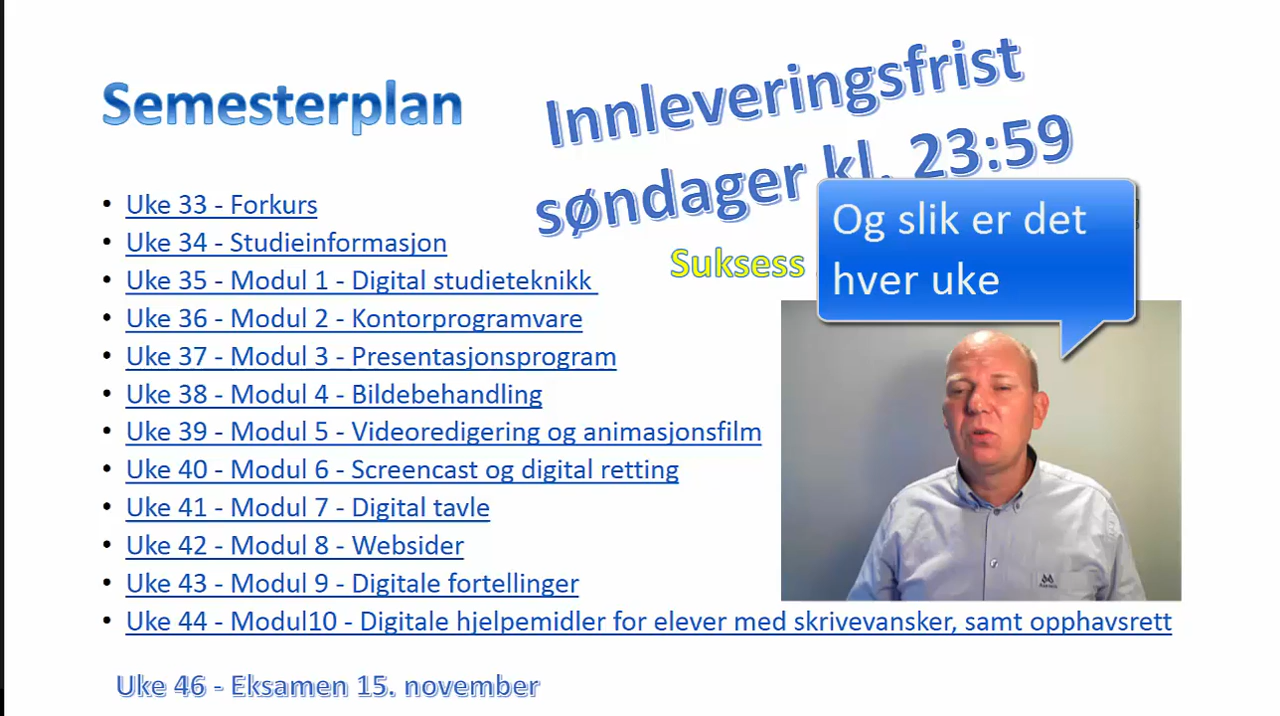 Semesterplan
Innleveringsfrist
søndager kl. 23:59
Suksess
Og slik er det
hver uke
• Uke 33 - Forkurs
• Uke 34 - Studieinformasjon
• Uke 35 - Modul 1 - Digital studieteknikk
• Uke 36 - Modul 2 - Kontorprogramvare
• Uke 37 - Modul 3 - Presentasjonsprogram
• Uke 38 - Modul 4 - Bildebehandling
• Uke 39 - Modul 5 - Videoredigering og animasjonsfilm
• Uke 40 - Modul 6 - Screencast og digital retting
• Uke 41 - Modul 7 - Digital tavle
• Uke 42 - Modul 8 - Websider
• Uke 43 - Modul 9 - Digitale fortellinger
• Uke 44 - Modul10 - Digitale hjelpemidler for elever med skrivevansker, samt opphavsrett
Uke 46 - Eksamen 15. november